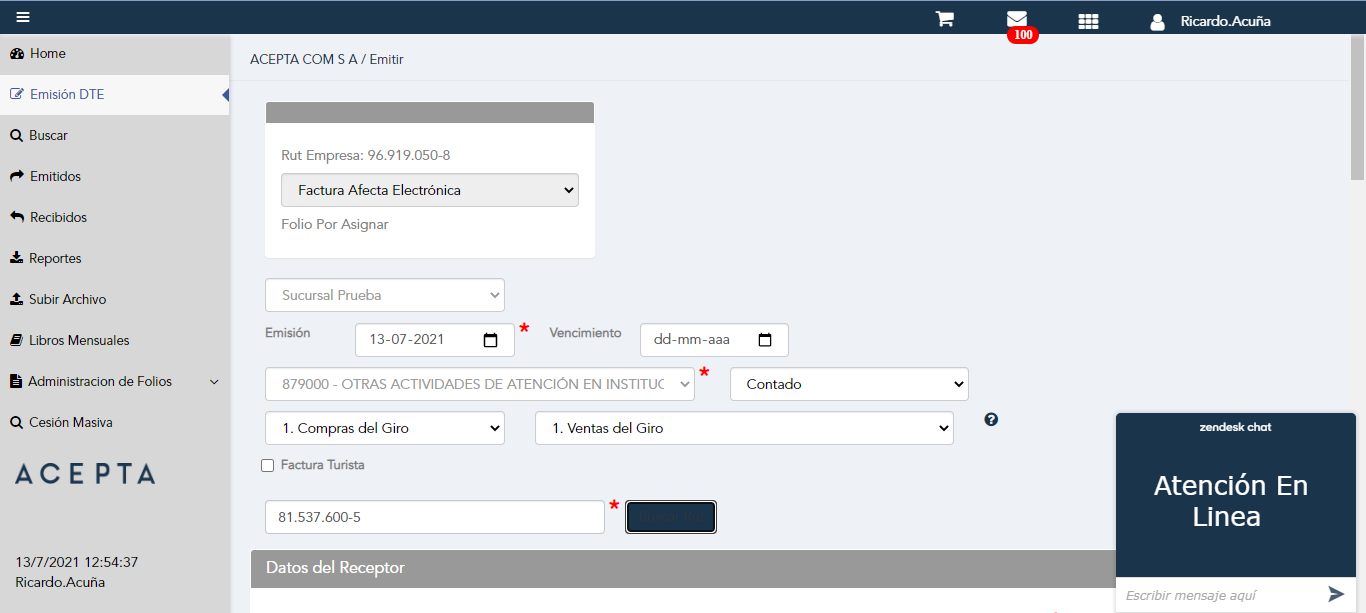 100
Ricardo.Acuña
Home
Emisión DTE
Buscar
Emitidos
Recibidos
Reportes
Subir Archivo
Libros Mensuales
Administracion de Folios
Cesión Masiva
ACEPTA
13/7/2021 12:54:37
Ricardo.Acuña
ACEPTA COM S A / Emitir
Rut Empresa: 96.919.050-8
Factura Afecta Electrónica
Folio Por Asignar
Sucursal Prueba
Emisión 13-07-2021 * Vencimiento dd-mm-aaa
879000 - OTRAS ACTIVIDADES DE ATENCIÓN EN INSTITUC * Contado
1. Compras del Giro 1. Ventas del Giro
Factura Turista
81.537.600-5 *
Datos del Receptor
zendesk chat
Atención En
Linea
Escribir mensaje aquí